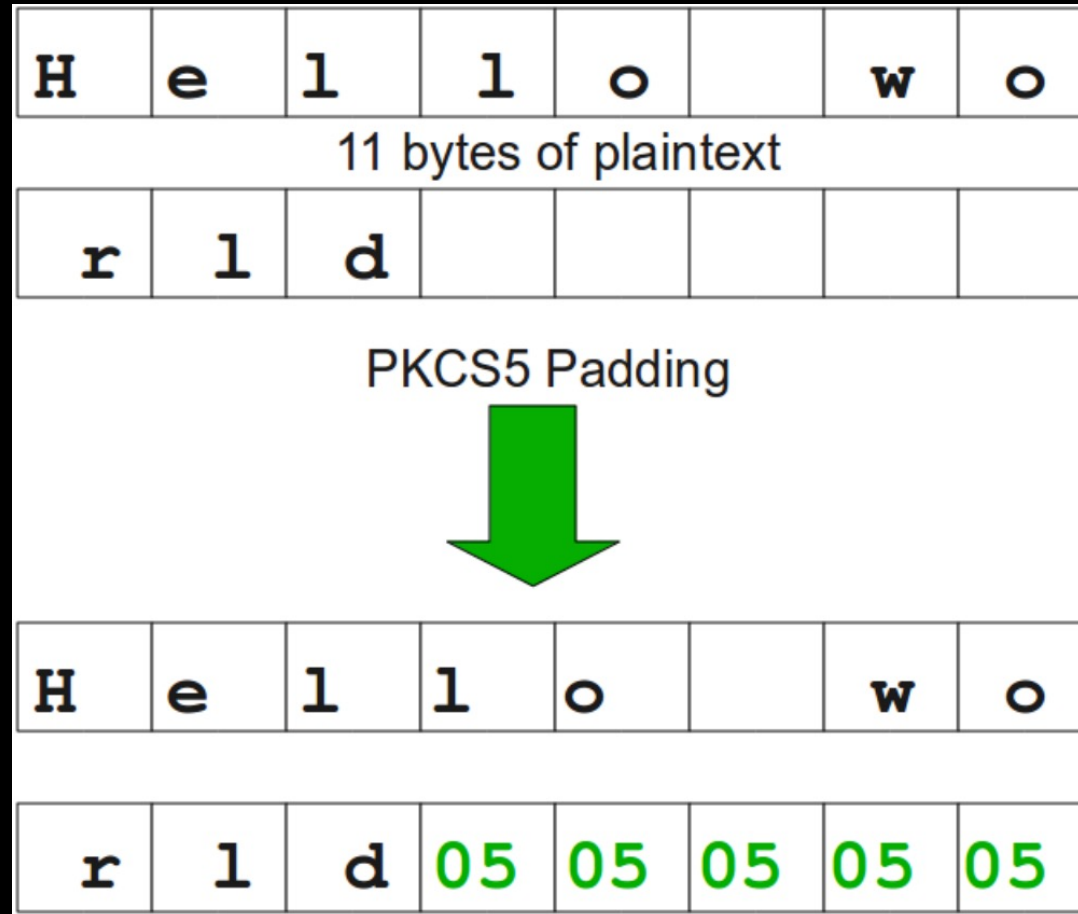 H e l l o w o
11 bytes of plaintext
r l d
PKCS5 Padding
H e l l o w o
r l d 05 05 05 05 05